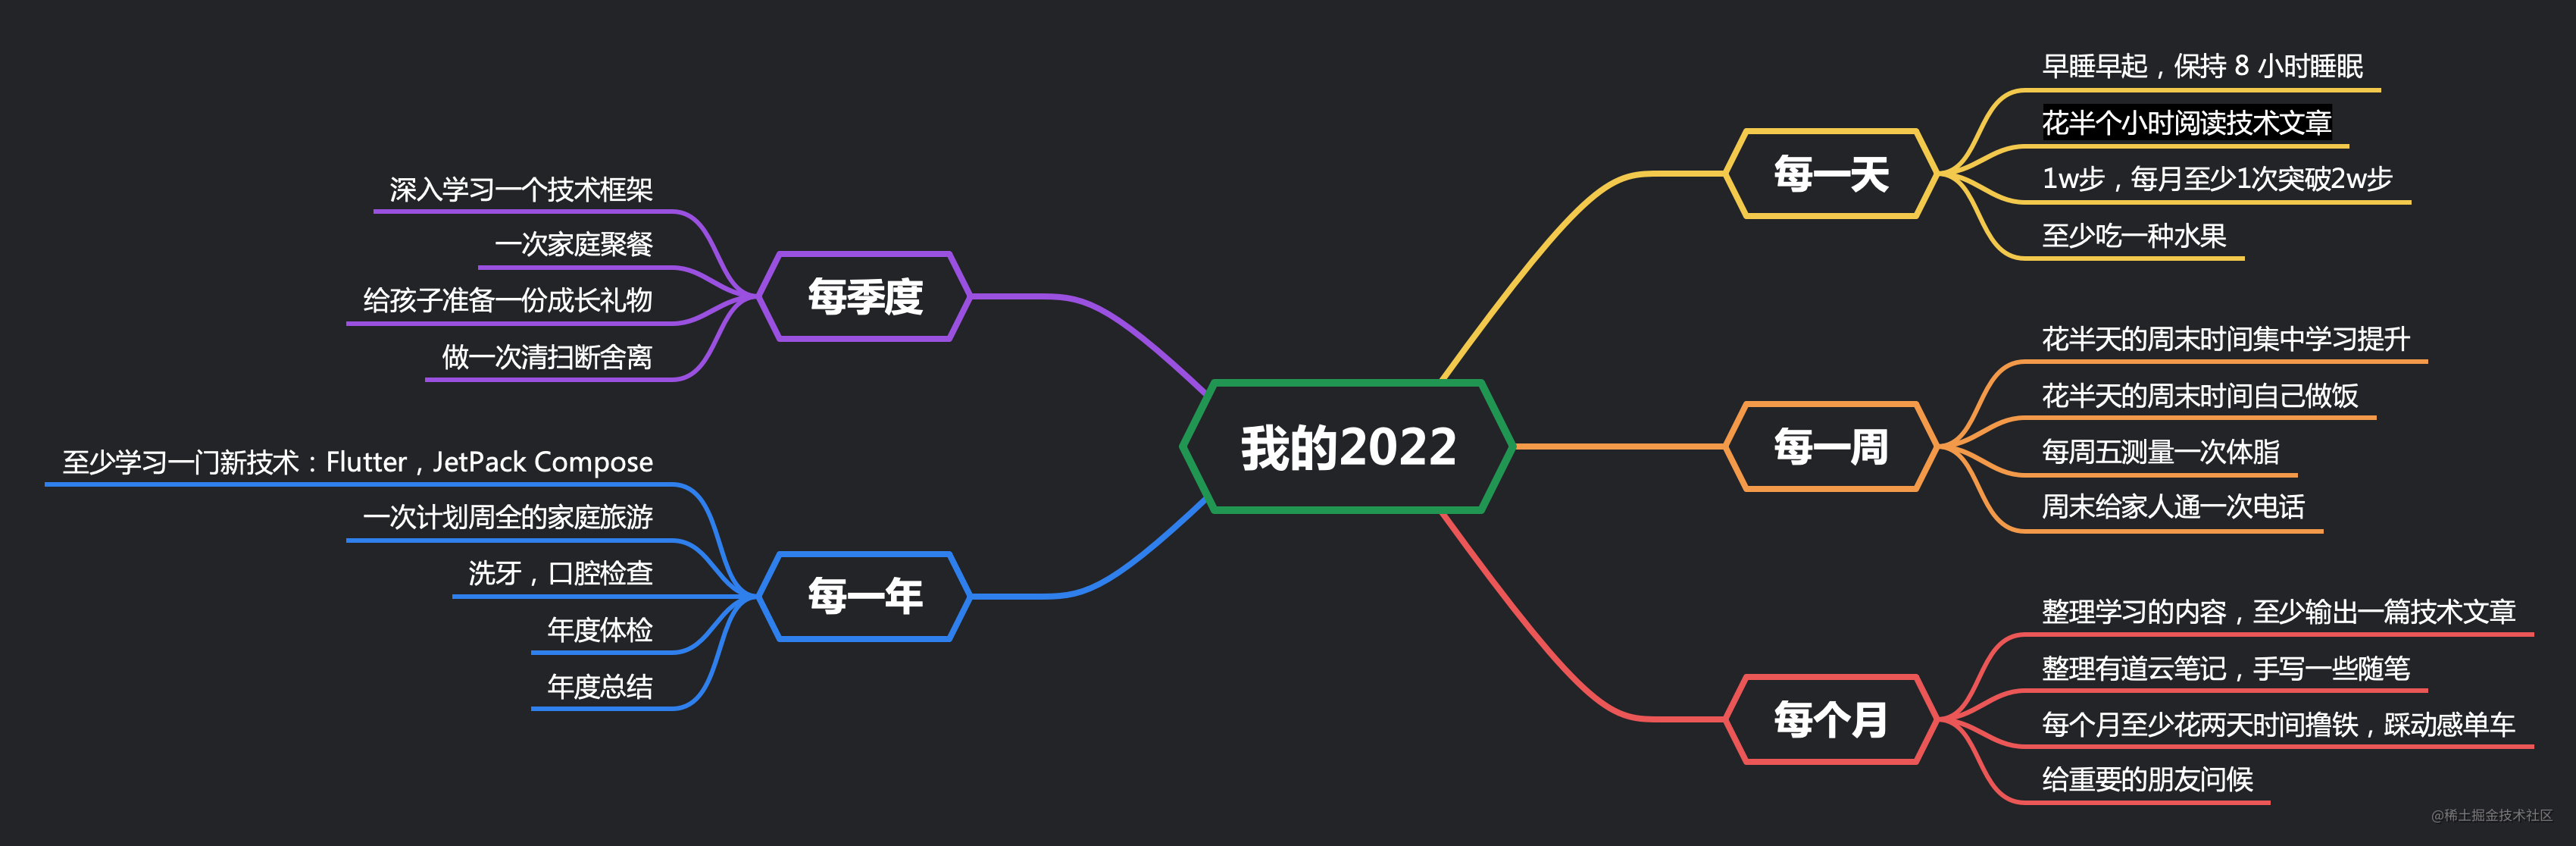 我的2022
每一天
早睡早起，保持 8 小时睡眠
花半个小时阅读技术文章
1w步，每月至少1次突破2w步
至少吃一种水果
每一周
花半天的周末时间集中学习提升
花半天的周末时间自己做饭
每周五测量一次体脂
周末给家人通一次电话
每个月
整理学习的内容，至少输出一篇技术文章
整理有道云笔记，手写一些随笔
每个月至少花两天时间撸铁，踩动感单车
给重要的朋友问候
每季度
深入学习一个技术框架
一次家庭聚餐
给孩子准备一份成长礼物
做一次清扫断舍离
每一年
至少学习一门新技术：Flutter，JetPack Compose
一次计划周全的家庭旅游
洗牙，口腔检查
年度体检
年度总结
@稀土掘金技术社区